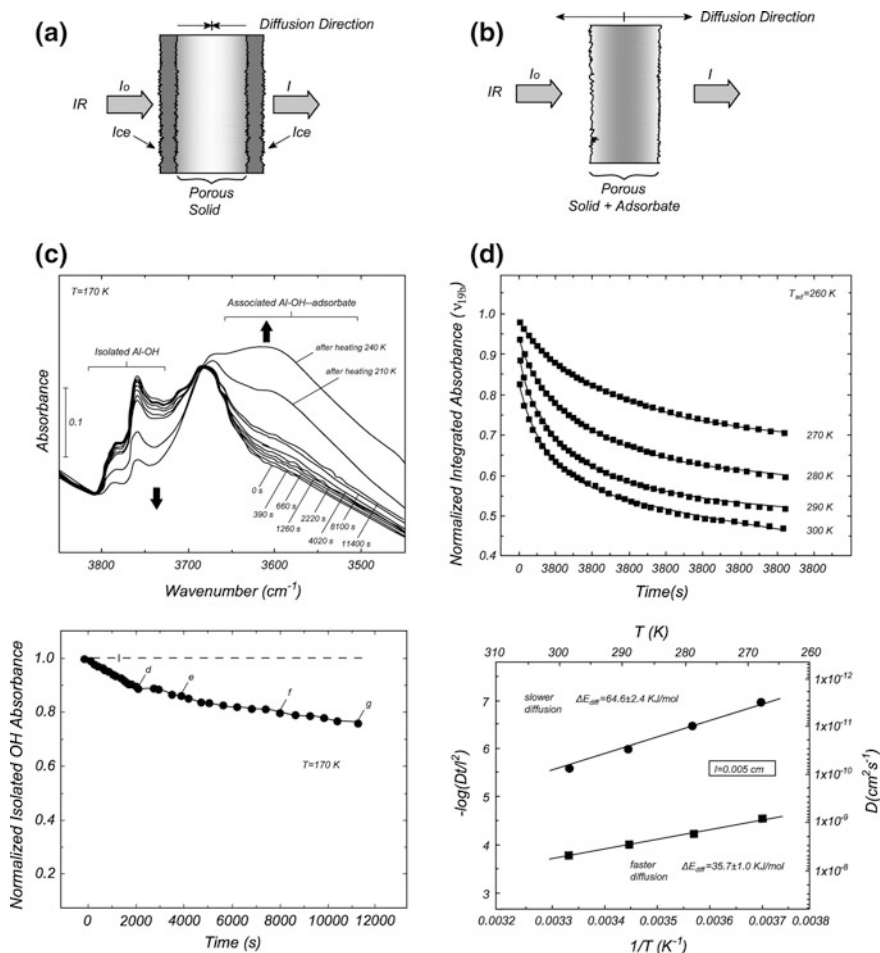 (a)
Diffusion Direction
Io
I
IR
Ice
Ice
Porous
Solid
(b)
Diffusion Direction
Io
I
IR
Porous
Solid + Adsorbate
(c)
T=170 K
Associated Al-OH--adsorbate
Isolated Al-OH
after heating 240 K
after heating 210 K
0.1
0 s
390 s
660 s
1260 s
2220 s
4020 s
8100 s
11400 s
Absorbance
3800
3700
3600
3500
Wavenumber (cm⁻¹)
(d)
Tad=260K
1.0
0.9
0.8
0.7
0.6
0.5
0.4
270 K
280 K
290 K
300 K
Normalized Integrated Absorbance (ν19b)
0 3800 3800 3800 3800 3800 3800 3800 3800
Time(s)
1.0
0.8
0.6
0.4
0.2
d
e
f
g
T=170 K
Normalized Isolated OH Absorbance
0 2000 4000 6000 8000 10000 12000
Time (s)
T (K)
310 300 290 280 270 260
-7
6
5
4
3
-log(Dt/l²)
slower
diffusion
ΔEdiff=64.6±2.4 KJ/mol
l=0.005 cm
faster
diffusion
ΔEdiff=35.7±1.0 KJ/mol
1x10⁻¹²
1x10⁻¹¹
1x10⁻¹⁰
1x10⁻⁹
1x10⁻⁸
D(cm²s⁻¹)
0.0032 0.0033 0.0034 0.0035 0.0036 0.0037 0.0038
1/T (K⁻¹)